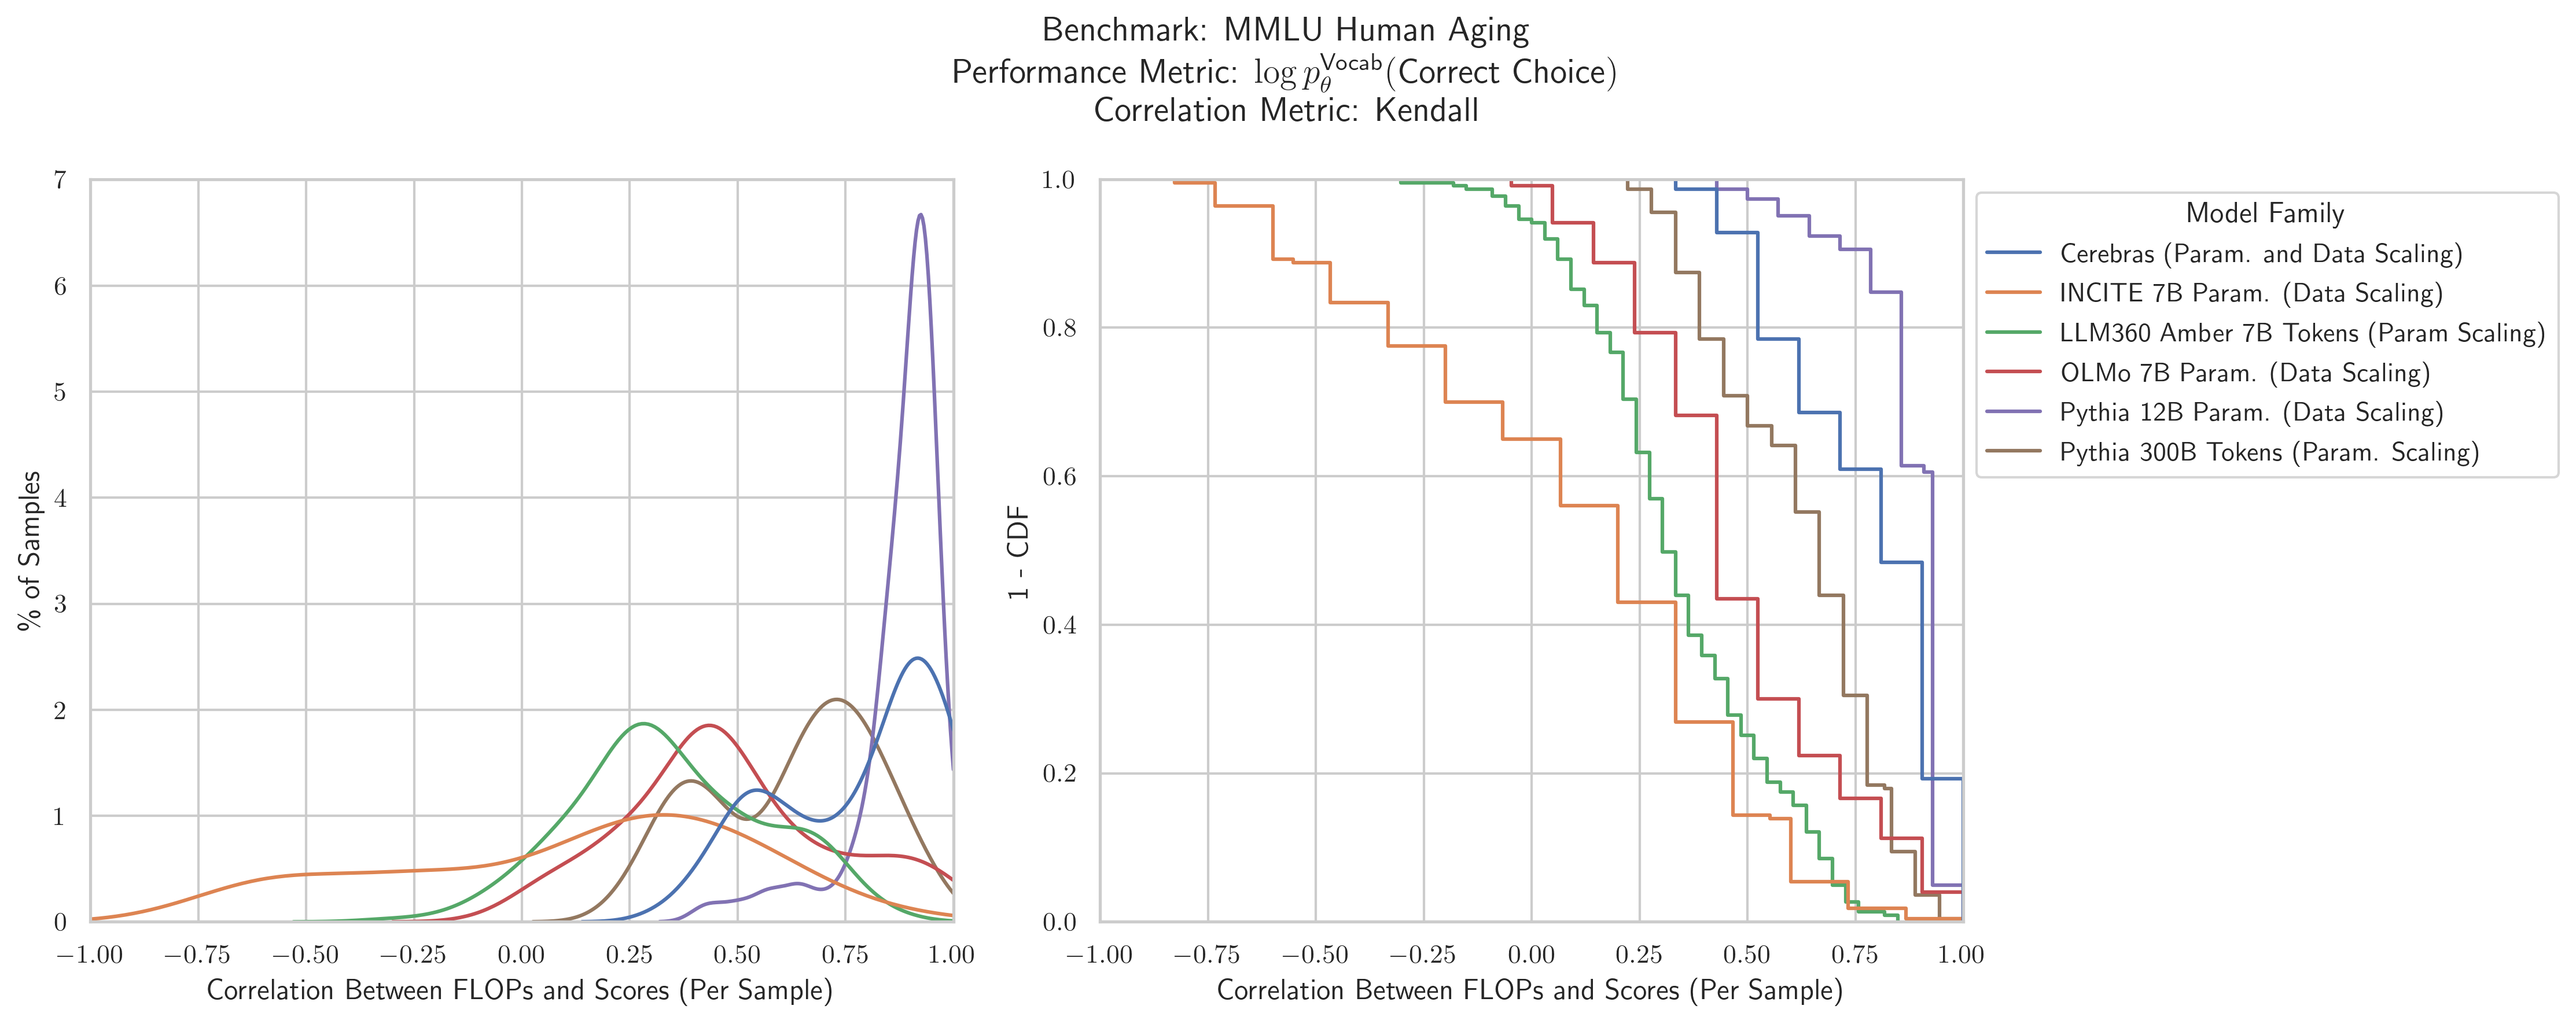 Benchmark: MMLU Human Aging
Performance Metric: log p_θ^Vocab(Correct Choice)
Correlation Metric: Kendall
7
6
5
4
3
2
1
0
% of Samples
−1.00 −0.75 −0.50 −0.25 0.00 0.25 0.50 0.75 1.00
Correlation Between FLOPs and Scores (Per Sample)
1.0
0.8
0.6
0.4
0.2
0.0
1 - CDF
−1.00 −0.75 −0.50 −0.25 0.00 0.25 0.50 0.75 1.00
Correlation Between FLOPs and Scores (Per Sample)
Model Family
Cerebras (Param. and Data Scaling)
INCITE 7B Param. (Data Scaling)
LLM360 Amber 7B Tokens (Param Scaling)
OLMo 7B Param. (Data Scaling)
Pythia 12B Param. (Data Scaling)
Pythia 300B Tokens (Param. Scaling)